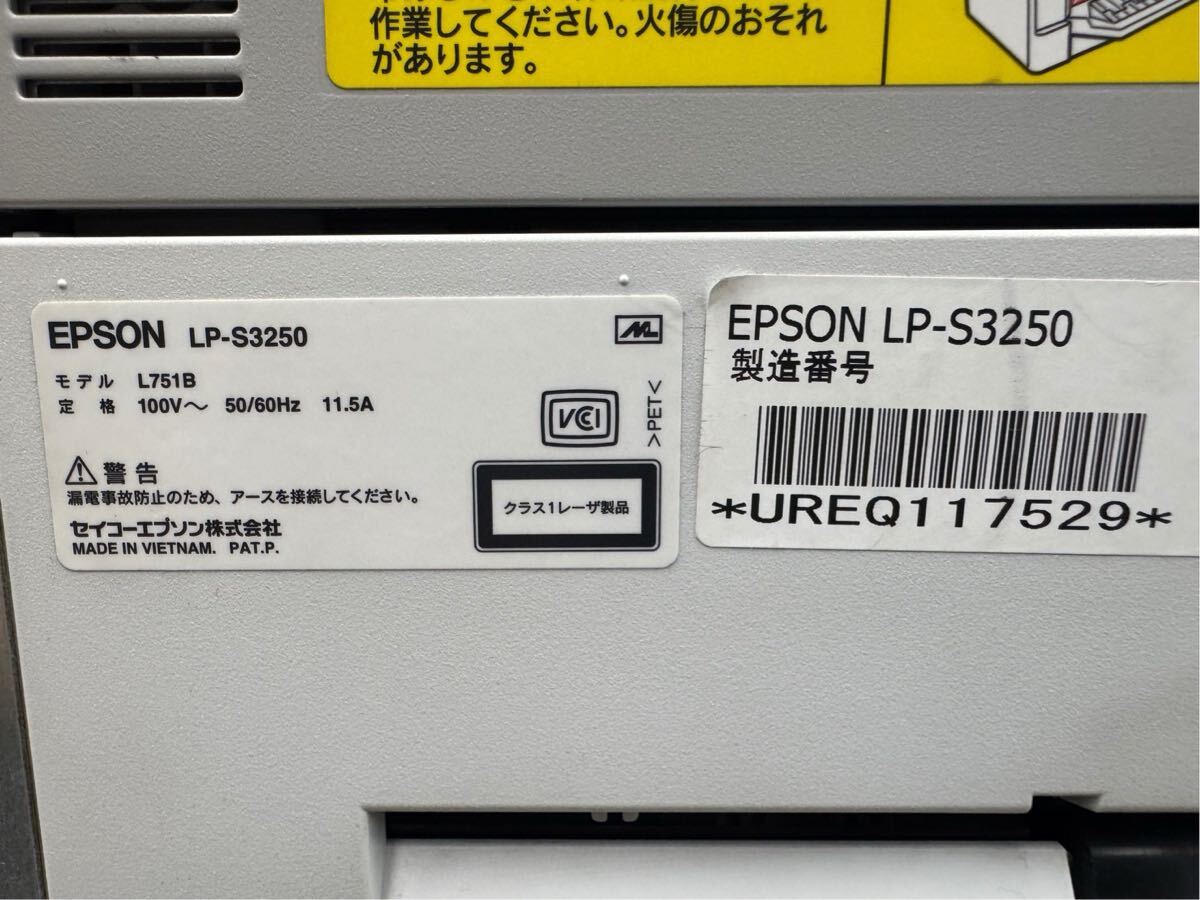 作業してください。火傷のおそれ
があります。
EPSON LP-S3250
モデル L751B
定 格 100V～ 50/60Hz 11.5A
VCI
>PET<
警告
漏電事故防止のため、アースを接続してください。
クラス1レーザ製品
セイコーエプソン株式会社
MADE IN VIETNAM. PAT.P.
EPSON LP-S3250
製造番号
*UREQ117529*